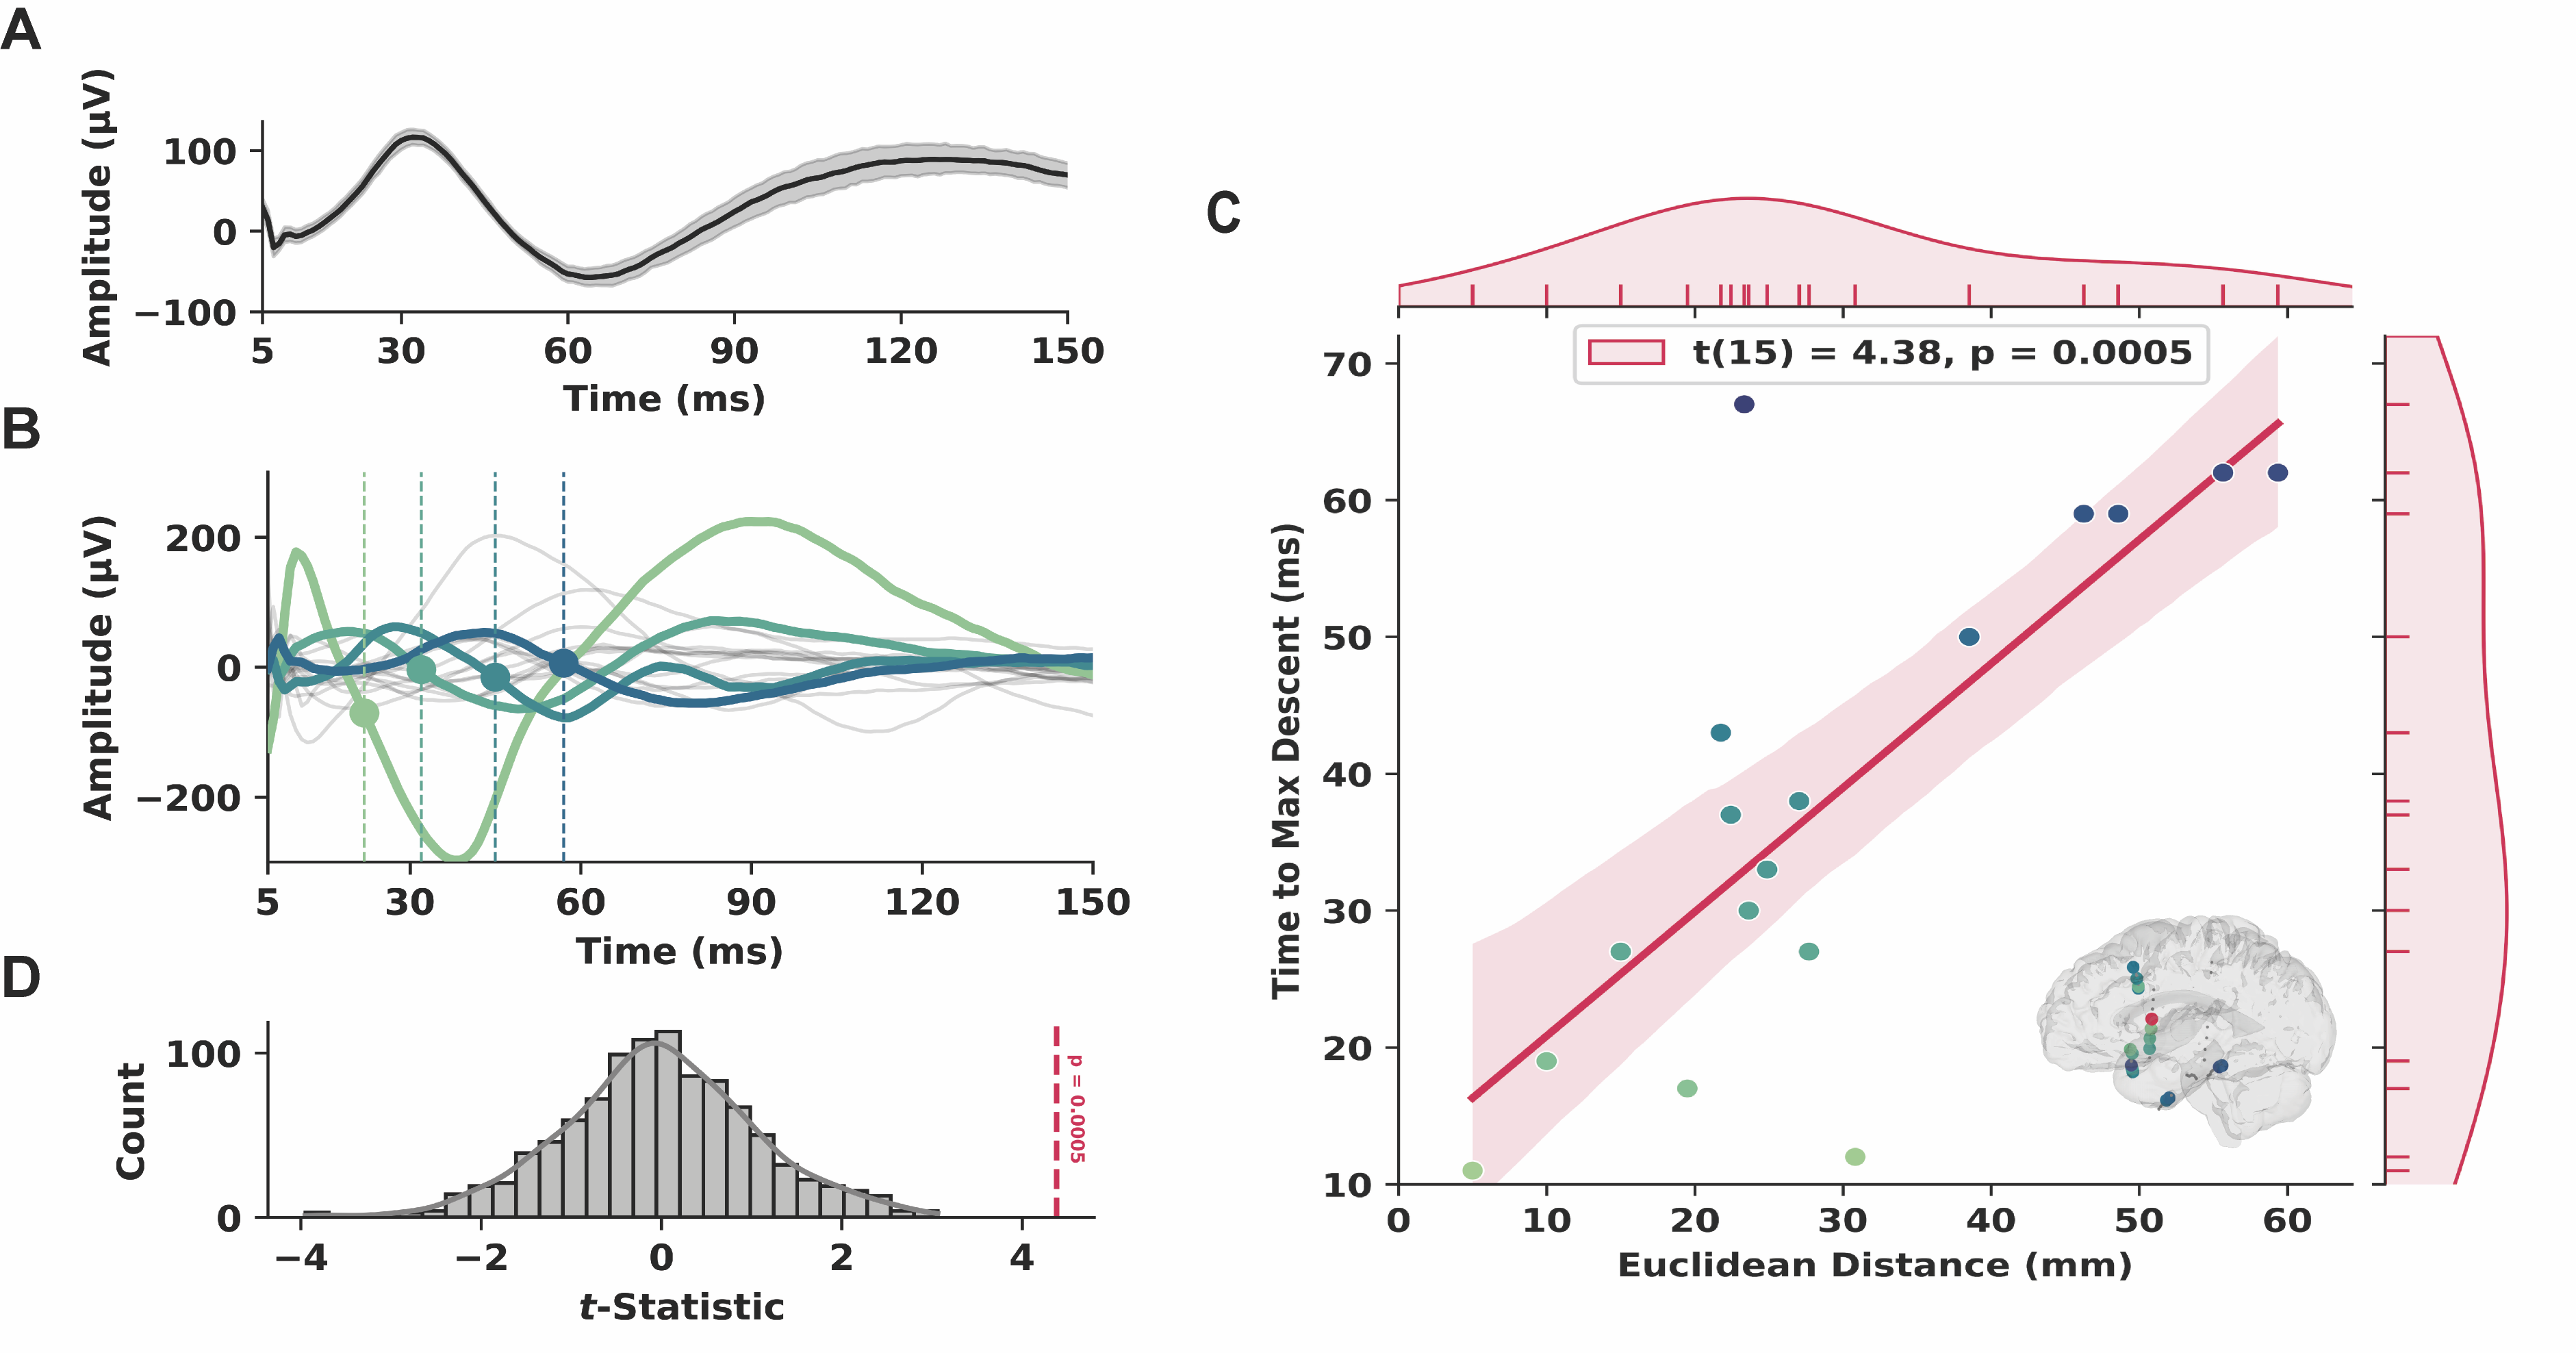 A
Amplitude (µV)
100
0
−100
5 30 60 90 120 150
Time (ms)
B
Amplitude (µV)
200
0
−200
5 30 60 90 120 150
Time (ms)
D
Count
100
0
p = 0.0005
−4 −2 0 2 4
t-Statistic
C
t(15) = 4.38, p = 0.0005
Time to Max Descent (ms)
70
60
50
40
30
20
10
0 10 20 30 40 50 60
Euclidean Distance (mm)